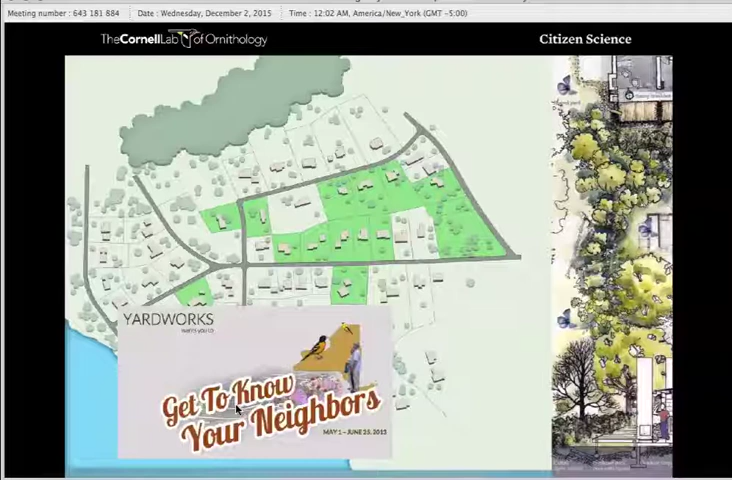 Meeting number : 643 181 884
Date : Wednesday, December 2, 2015
Time : 12:02 AM, America/New_York (GMT -5:00)
TheCornellLab of Ornithology
Citizen Science
YARDWORKS
Get To Know
Your Neighbors
MAY 1 - JUNE 25, 2015